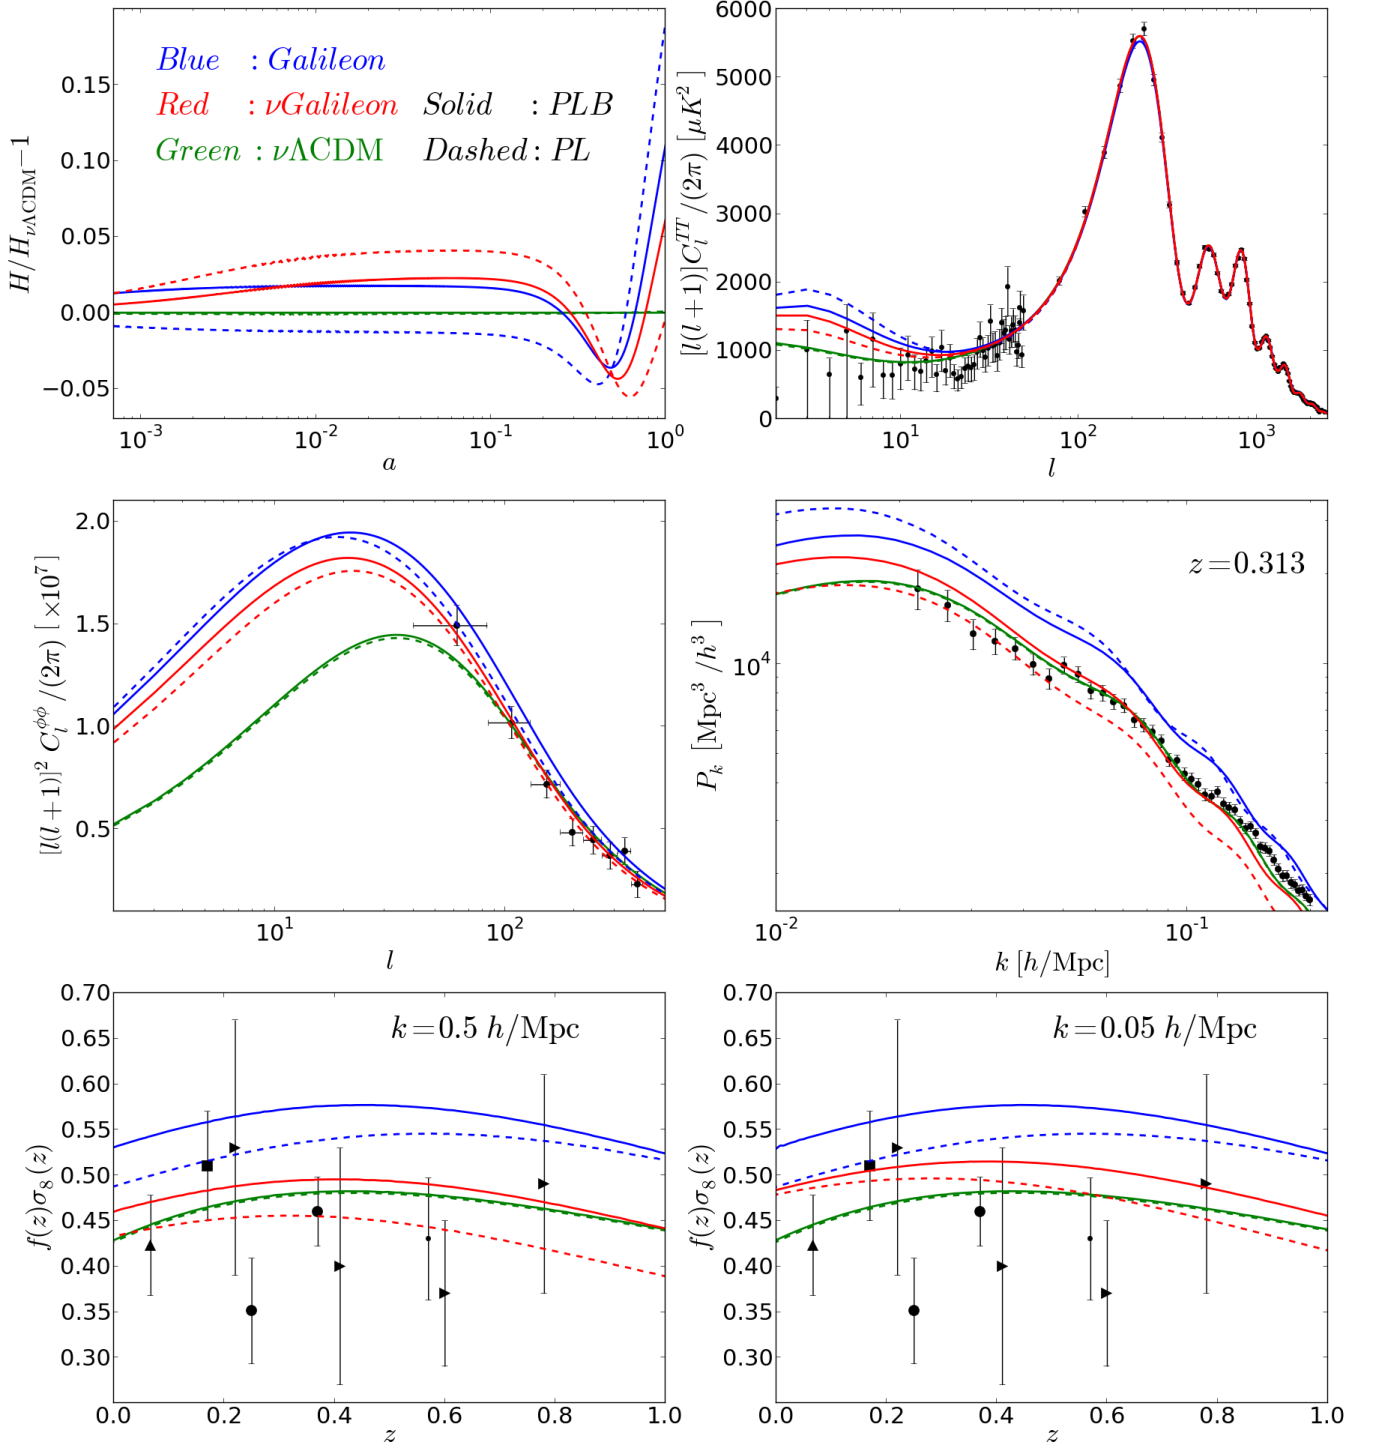 0.15
0.10
0.05
0.00
−0.05
H/H_νΛCDM−1
Blue : Galileon
Red : νGalileon Solid : PLB
Green : νΛCDM Dashed : PL
10^-3 10^-2 10^-1 10^0
a
6000
5000
4000
3000
2000
1000
0
[l(l+1)]C_l^TT/(2π) [μK^2]
10^1 10^2 10^3
l
2.0
1.5
1.0
0.5
[l(l+1)]^2 C_l^ϕϕ/(2π) [×10^7]
10^1 10^2
l
z=0.313
10^4
P_k [Mpc^3/h^3]
10^-2 10^-1
k [h/Mpc]
k=0.5 h/Mpc
0.70
0.65
0.60
0.55
0.50
0.45
0.40
0.35
0.30
f(z)σ_8(z)
0.0 0.2 0.4 0.6 0.8 1.0
z
k=0.05 h/Mpc
0.70
0.65
0.60
0.55
0.50
0.45
0.40
0.35
0.30
f(z)σ_8(z)
0.0 0.2 0.4 0.6 0.8 1.0
z